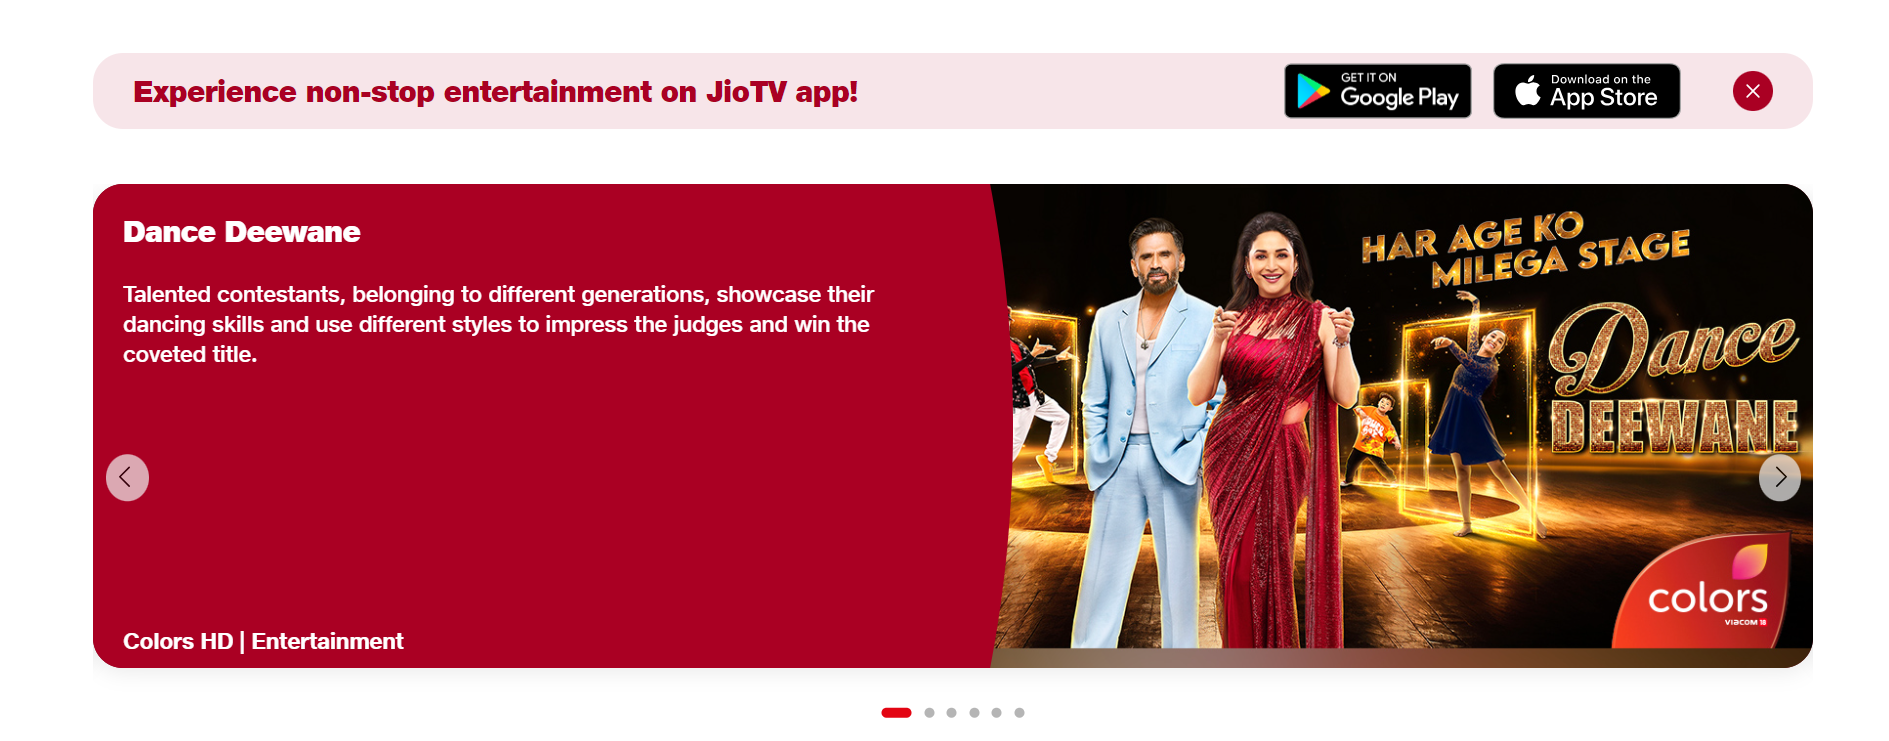 Experience non-stop entertainment on JioTV app!
GET IT ON
Google Play
Download on the
App Store
Dance Deewane
Talented contestants, belonging to different generations, showcase their
dancing skills and use different styles to impress the judges and win the
coveted title.
Colors HD | Entertainment
HAR AGE KO
MILEGA STAGE
Dance
DEEWANE
colors
VIACOM 18